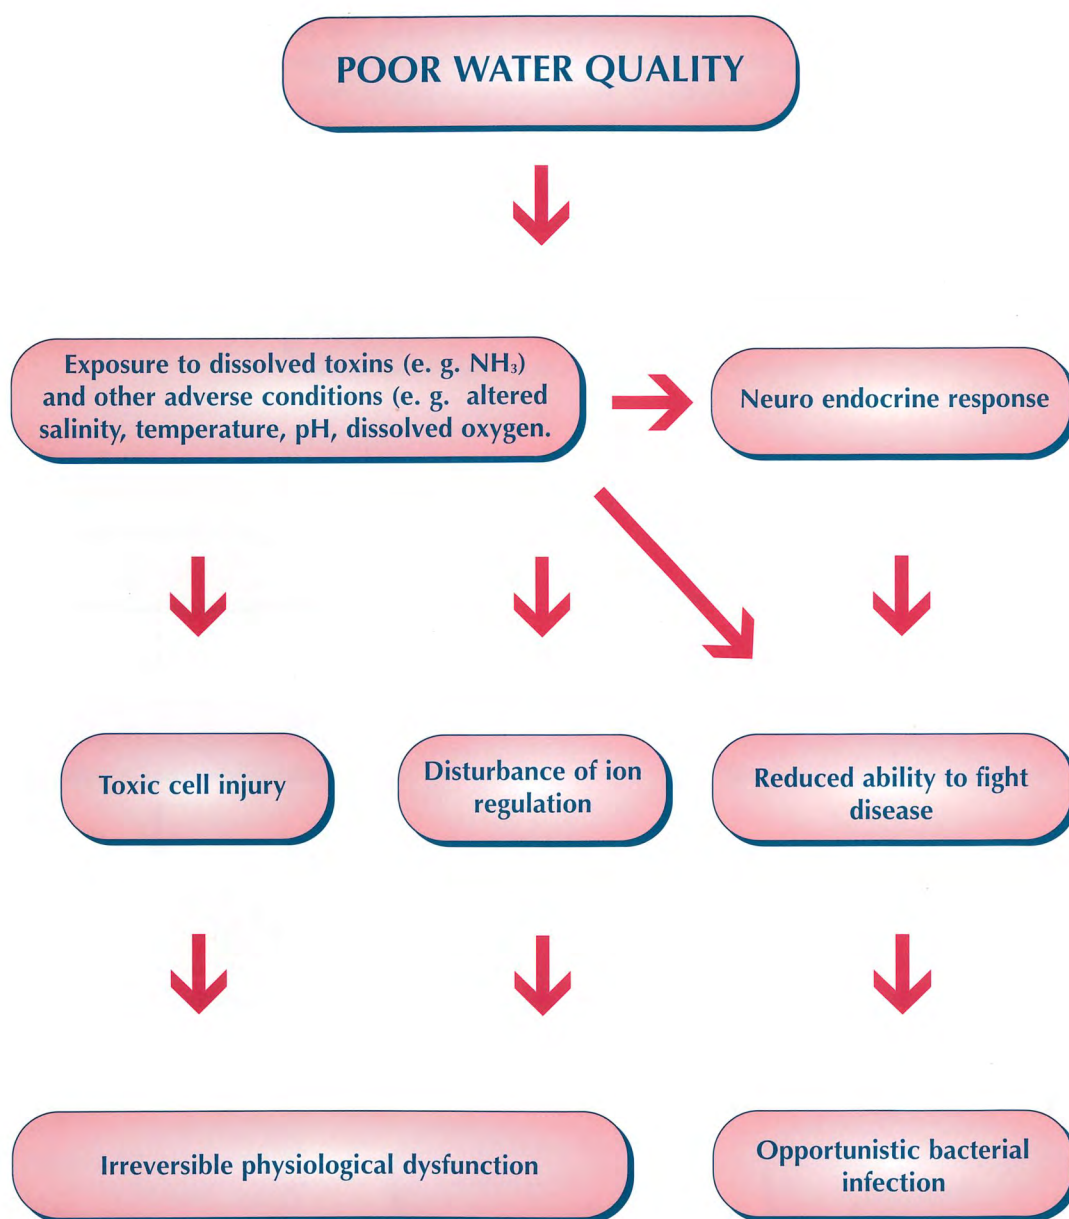 POOR WATER QUALITY
Exposure to dissolved toxins (e. g. NH₃)
and other adverse conditions (e. g. altered
salinity, temperature, pH, dissolved oxygen.
Neuro endocrine response
Toxic cell injury
Disturbance of ion
regulation
Reduced ability to fight
disease
Irreversible physiological dysfunction
Opportunistic bacterial
infection